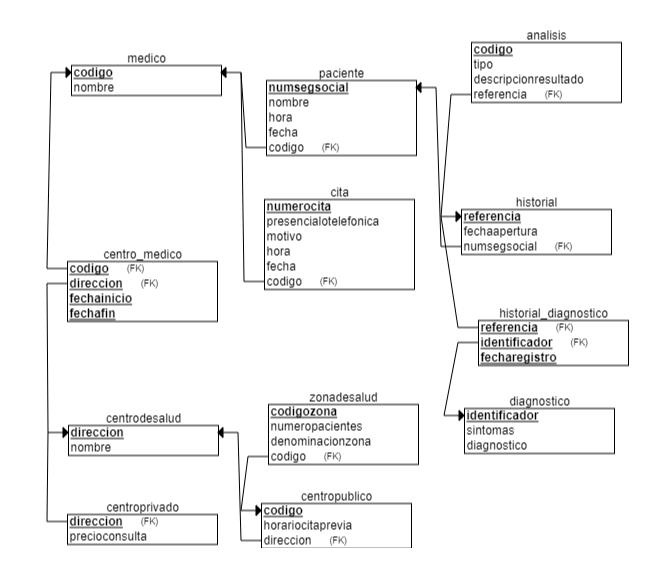 medico
codigo
nombre
paciente
numsegsocial
nombre
hora
fecha
codigo (FK)
analisis
codigo
tipo
descripcionresultado
referencia (FK)
cita
numerocita
presencialotelefonica
motivo
hora
fecha
codigo (FK)
historial
referencia
fechaapertura
numsegsocial (FK)
centro_medico
codigo (FK)
direccion (FK)
fechainicio
fechafin
historial_diagnostico
referencia (FK)
identificador (FK)
fecharegistro
centrodesalud
direccion
nombre
zonadesalud
codigozona
numeropacientes
denominacionzona
codigo (FK)
diagnostico
identificador
sintomas
diagnostico
centroprivado
direccion (FK)
precioconsulta
centropublico
codigo
horariocitaprevia
direccion (FK)